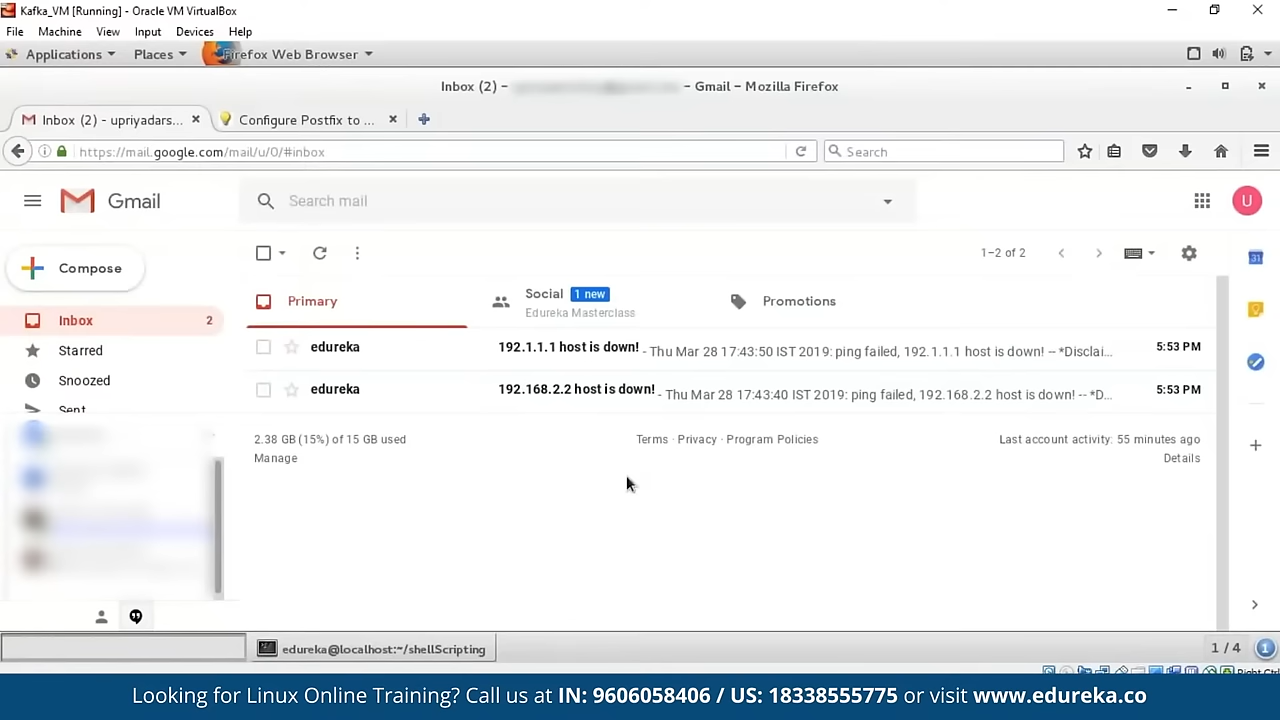 Kafka_VM [Running] - Oracle VM VirtualBox
File Machine View Input Devices Help
Applications Places Firefox Web Browser
Inbox (2) – – Gmail – Mozilla Firefox
Inbox (2) - upriyadars... Configure Postfix to ...
https://mail.google.com/mail/u/0/#inbox Search
Gmail Search mail U
Compose 1–2 of 2 31
Primary Social 1 new Promotions
Edureka Masterclass
Inbox 2
edureka 192.1.1.1 host is down! - Thu Mar 28 17:43:50 IST 2019: ping failed, 192.1.1.1 host is down! -- *Disclai... 5:53 PM
Starred
Snoozed
edureka 192.168.2.2 host is down! - Thu Mar 28 17:43:40 IST 2019: ping failed, 192.168.2.2 host is down! -- *D... 5:53 PM
Sent
2.38 GB (15%) of 15 GB used Terms · Privacy · Program Policies Last account activity: 55 minutes ago
Manage Details
edureka@localhost:~/shellScripting 1 / 4 1
Right Ctrl
Looking for Linux Online Training? Call us at IN: 9606058406 / US: 18338555775 or visit www.edureka.co